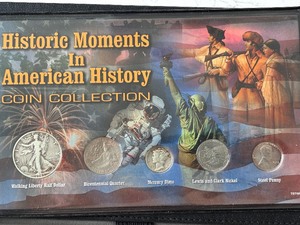 Historic Moments
In
American History
COIN COLLECTION
Walking Liberty Half Dollar
Bicentennial Quarter
Mercury Dime
Lewis and Clark Nickel
Steel Penny